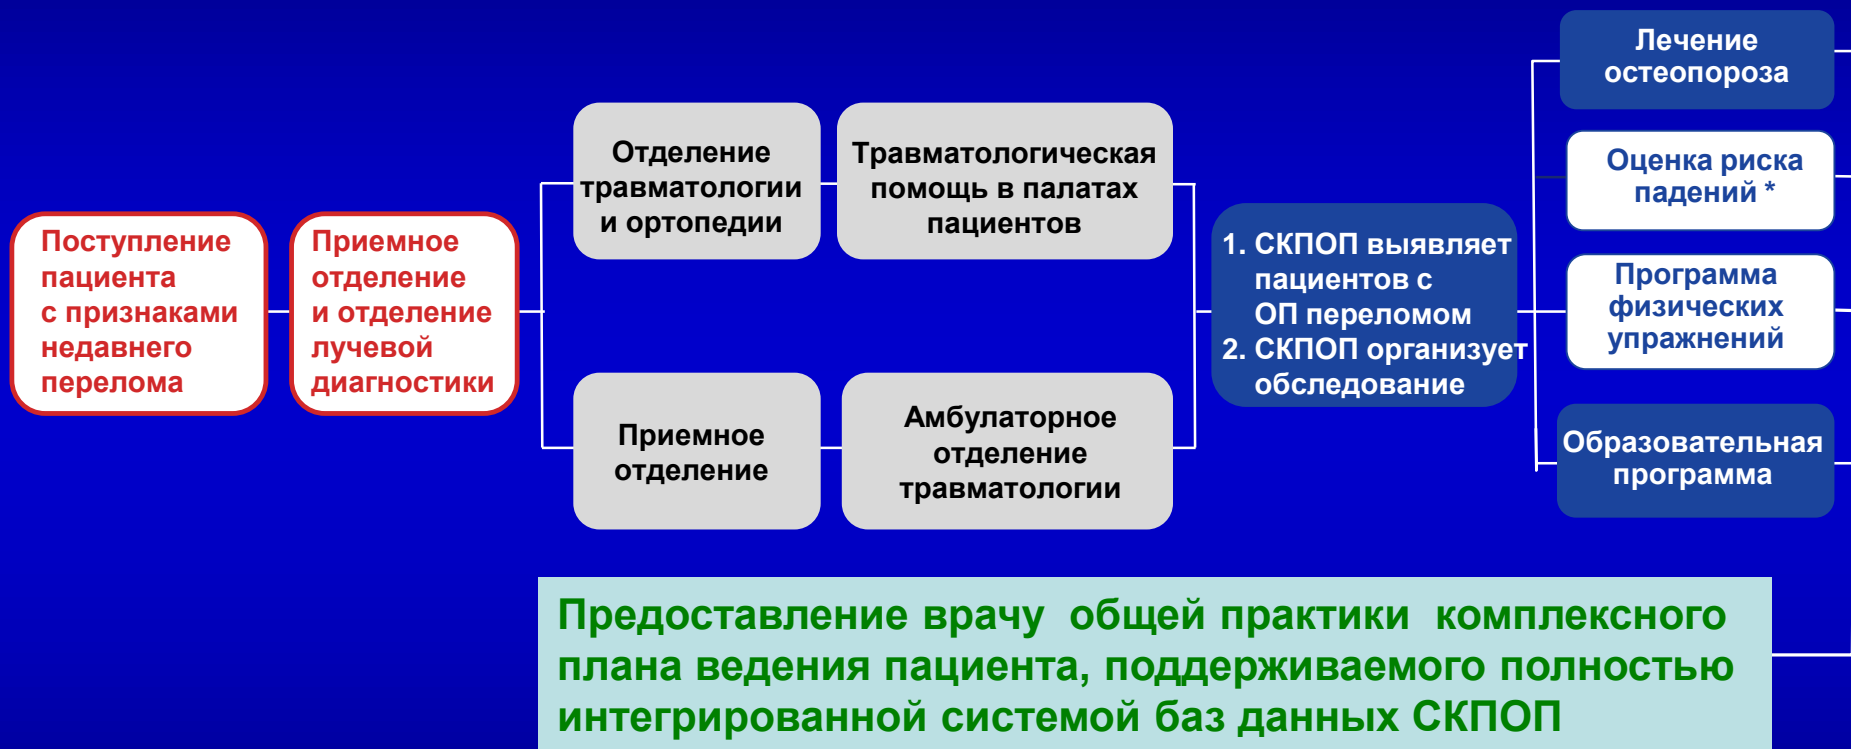 Поступление
пациента
с признаками
недавнего
перелома
Приемное
отделение
и отделение
лучевой
диагностики
Отделение
травматологии
и ортопедии
Травматологическая
помощь в палатах
пациентов
Приемное
отделение
Амбулаторное
отделение
травматологии
1. СКПОП выявляет
пациентов с
ОП переломом
2. СКПОП организует
обследование
Лечение
остеопороза
Оценка риска
падений *
Программа
физических
упражнений
Образовательная
программа
Предоставление врачу общей практики комплексного
плана ведения пациента, поддерживаемого полностью
интегрированной системой баз данных СКПОП